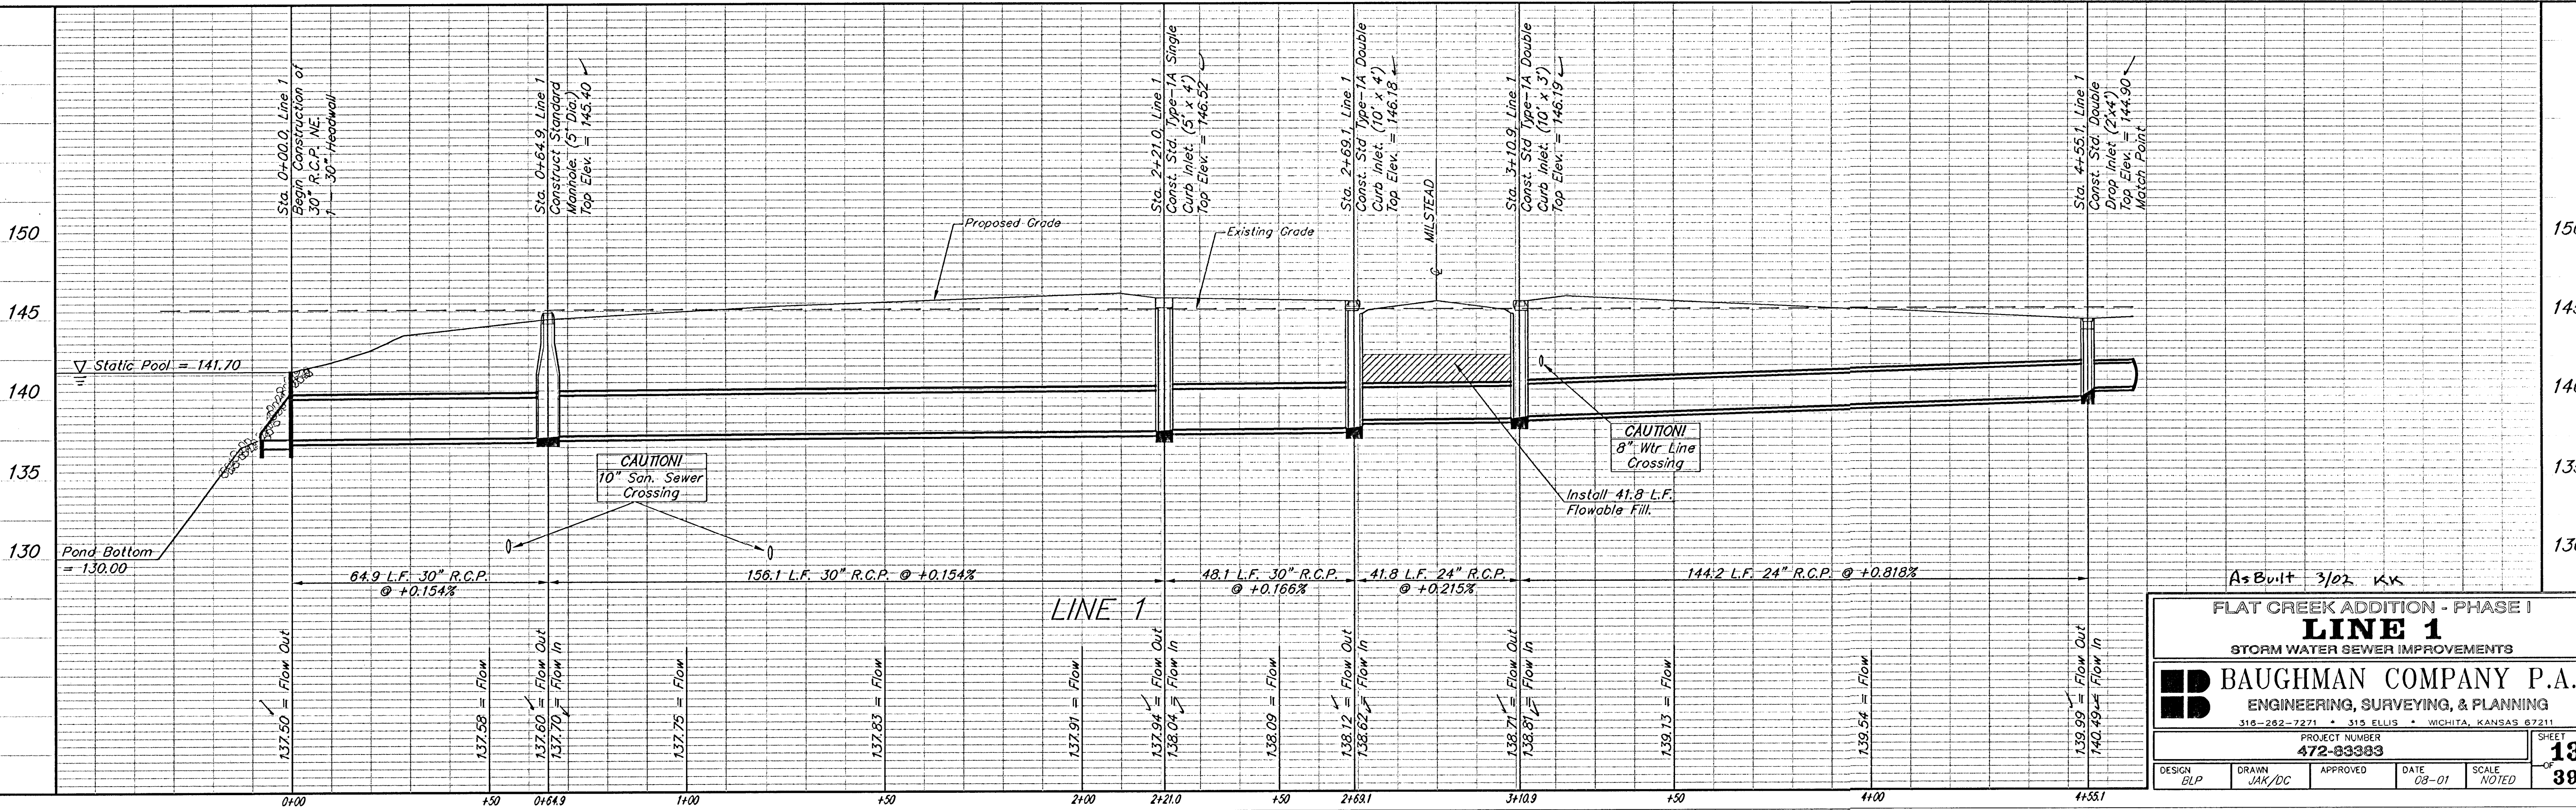 Sta. 0+00.0, Line 1
Begin Construction of
30" R.C.P. NE.
1 - 30" Headwall
Sta. 0+64.9, Line 1
Construct Standard
Manhole. (5' Dia.)
Top Elev. = 145.40
Sta. 2+21.0, Line 1
Const. Std. Type-1A Single
Curb Inlet. (5' x 4')
Top Elev. = 146.52
Sta. 2+69.1, Line 1
Const. Std Type-1A Double
Curb Inlet. (10' x 4')
Top Elev. = 146.18
MILSTEAD
Sta. 3+10.9, Line 1
Const. Std Type-1A Double
Curb Inlet. (10' x 3')
Top Elev. = 146.19
Sta. 4+55.1, Line 1
Const. Std. Double
Drop Inlet (2'x4')
Top Elev. = 144.90
Match Point
150
145
140
135
130
Proposed Grade
Existing Grade
Static Pool = 141.70
Pond Bottom
= 130.00
CAUTION!
10" San. Sewer
Crossing
CAUTION!
8" Wtr Line
Crossing
Install 41.8 L.F.
Flowable Fill.
64.9 L.F. 30" R.C.P.
@ +0.154%
156.1 L.F. 30" R.C.P. @ +0.154%
48.1 L.F. 30" R.C.P.
@ +0.166%
41.8 L.F. 24" R.C.P.
@ +0.215%
144.2 L.F. 24" R.C.P. @ +0.818%
LINE 1
137.50 = Flow Out
137.58 = Flow
137.60 = Flow Out
137.70 = Flow In
137.75 = Flow
137.83 = Flow
137.91 = Flow
137.94 = Flow Out
138.04 = Flow In
138.09 = Flow
138.12 = Flow Out
138.62 = Flow In
138.71 = Flow Out
138.81 = Flow In
139.13 = Flow
139.54 = Flow
139.99 = Flow Out
140.49 = Flow In
0+00
+50
0+64.9
1+00
+50
2+00
2+21.0
+50
2+69.1
3+10.9
+50
4+00
4+55.1
As Built 3/02 KK
FLAT CREEK ADDITION - PHASE I
LINE 1
STORM WATER SEWER IMPROVEMENTS
BAUGHMAN COMPANY P.A.
ENGINEERING, SURVEYING, & PLANNING
316-262-7271 • 315 ELLIS • WICHITA, KANSAS 67211
PROJECT NUMBER
472-83383
SHEET
13
OF
39
DESIGN
BLP
DRAWN
JAK/DC
APPROVED
DATE
08-01
SCALE
NOTED